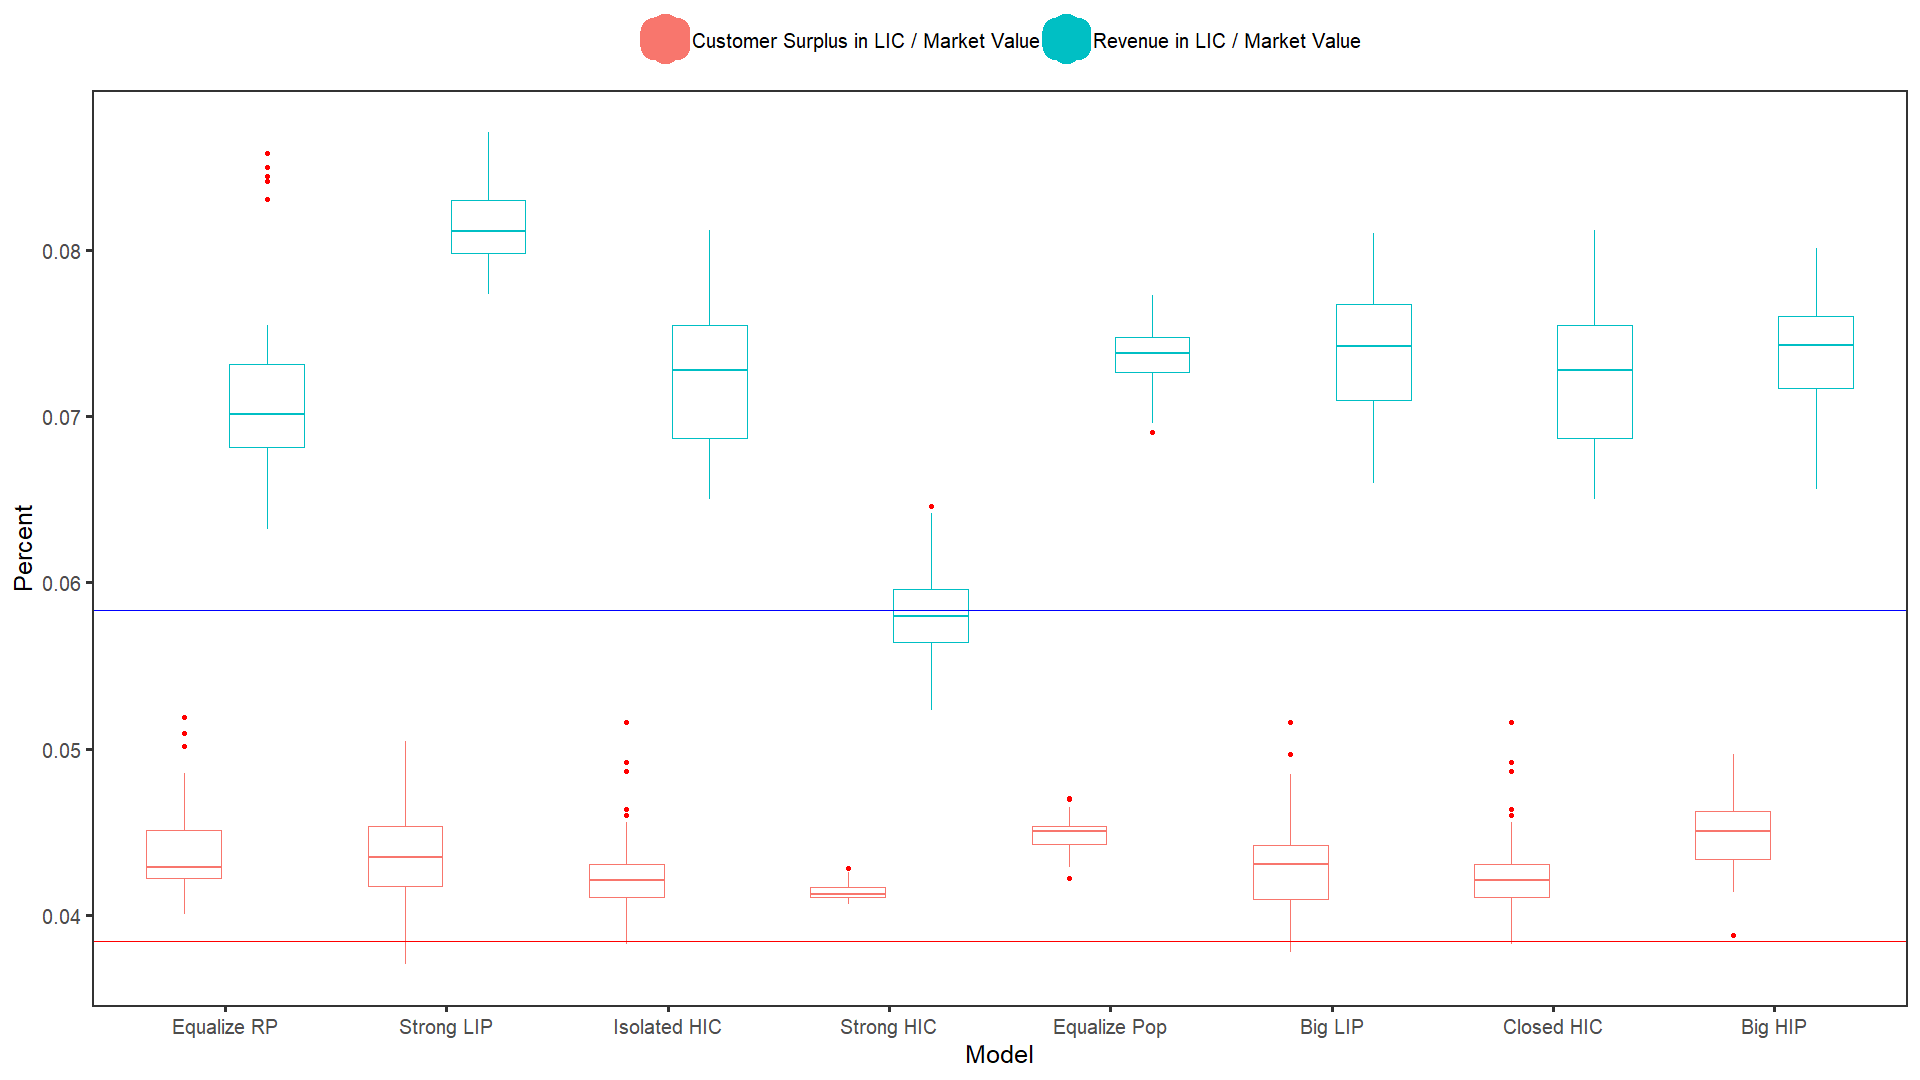 Customer Surplus in LIC / Market Value Revenue in LIC / Market Value
Percent
0.08
0.07
0.06
0.05
0.04
Equalize RP Strong LIP Isolated HIC Strong HIC Equalize Pop Big LIP Closed HIC Big HIP
Model